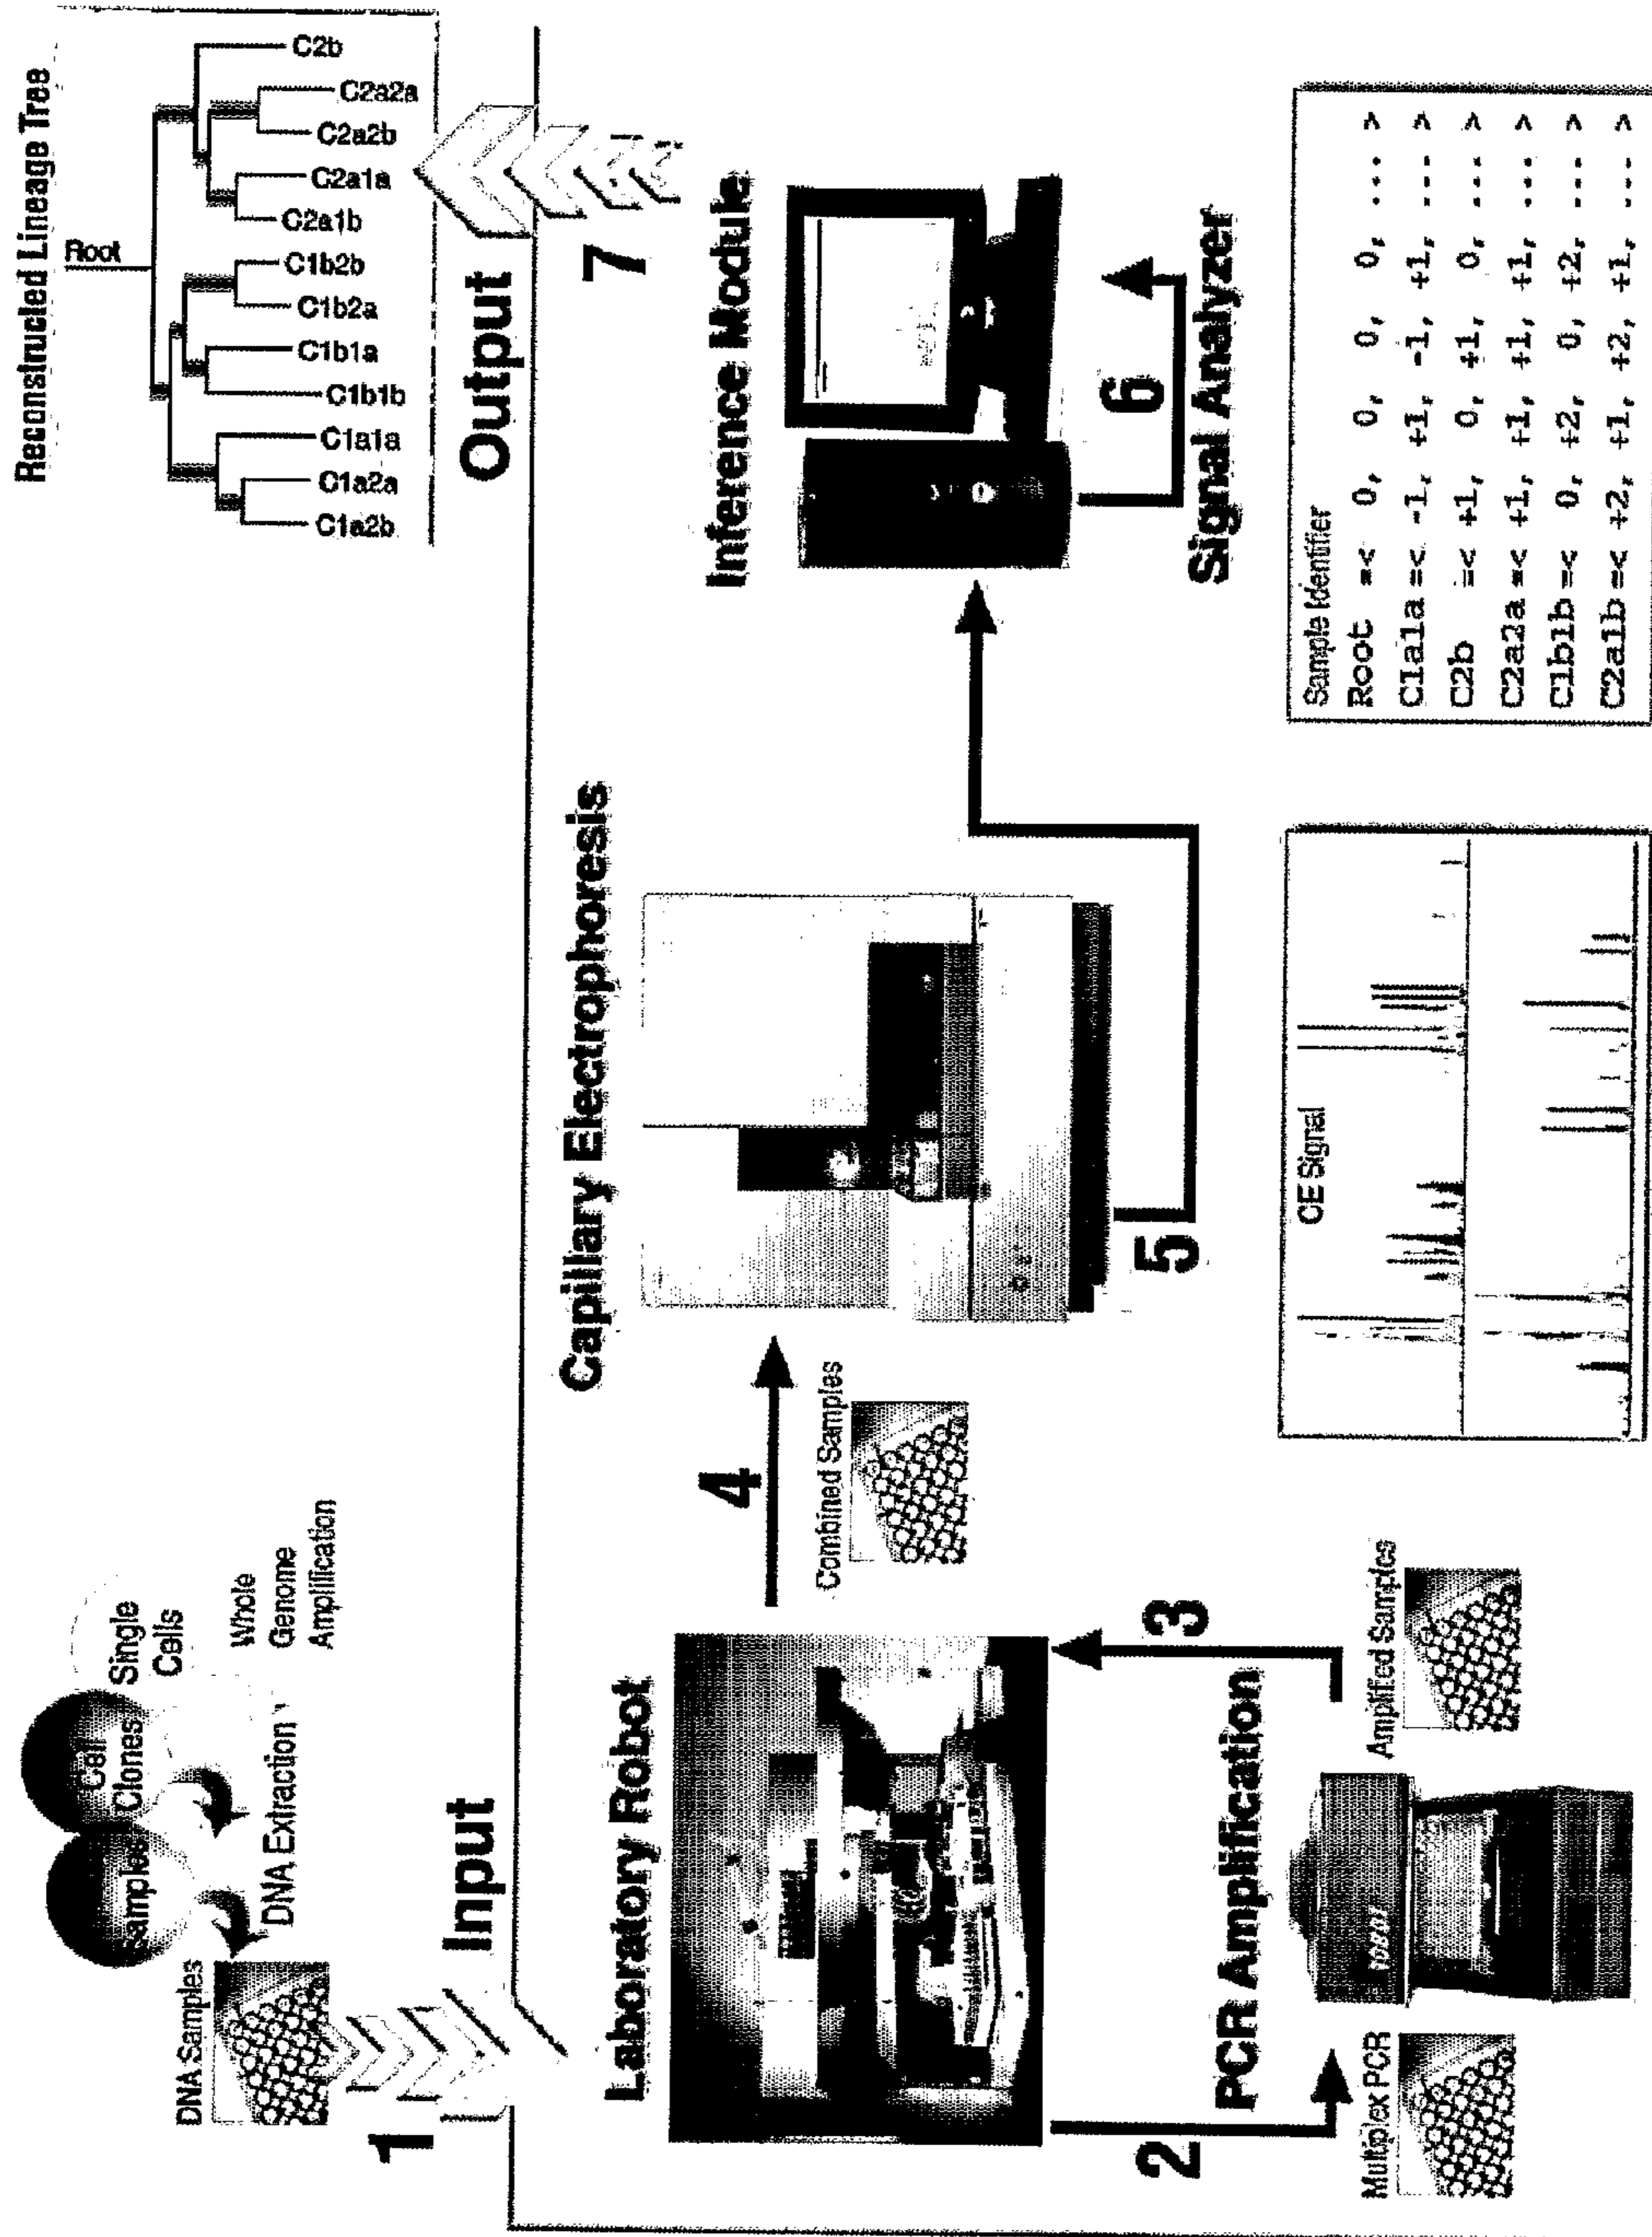 Samples
Cell
Clones
Single
Cells
DNA Samples
DNA Extraction
Whole
Genome
Amplification
1
Input
Reconstructed Lineage Tree
Root
C1a2b
C1a2a
C1a1a
C1b1b
C1b1a
C1b2a
C1b2b
C2a1b
C2a1a
C2a2b
C2a2a
C2b
Output
7
Laboratory Robot
2
Multiplex PCR
PCR Amplification
Amplified Samples
3
4
Combined Samples
Capillary Electrophoresis
5
CE Signal
Inference Module
6
Signal Analyzer
Sample Identifier
Root =< 0, 0, 0, 0, ... >
C1a1a =< -1, +1, -1, +1, ... >
C2b =< +1, 0, +1, 0, ... >
C2a2a =< +1, +1, +1, +1, ... >
C1b1b =< 0, +2, 0, +2, ... >
C2a1b =< +2, +1, +2, +1, ... >